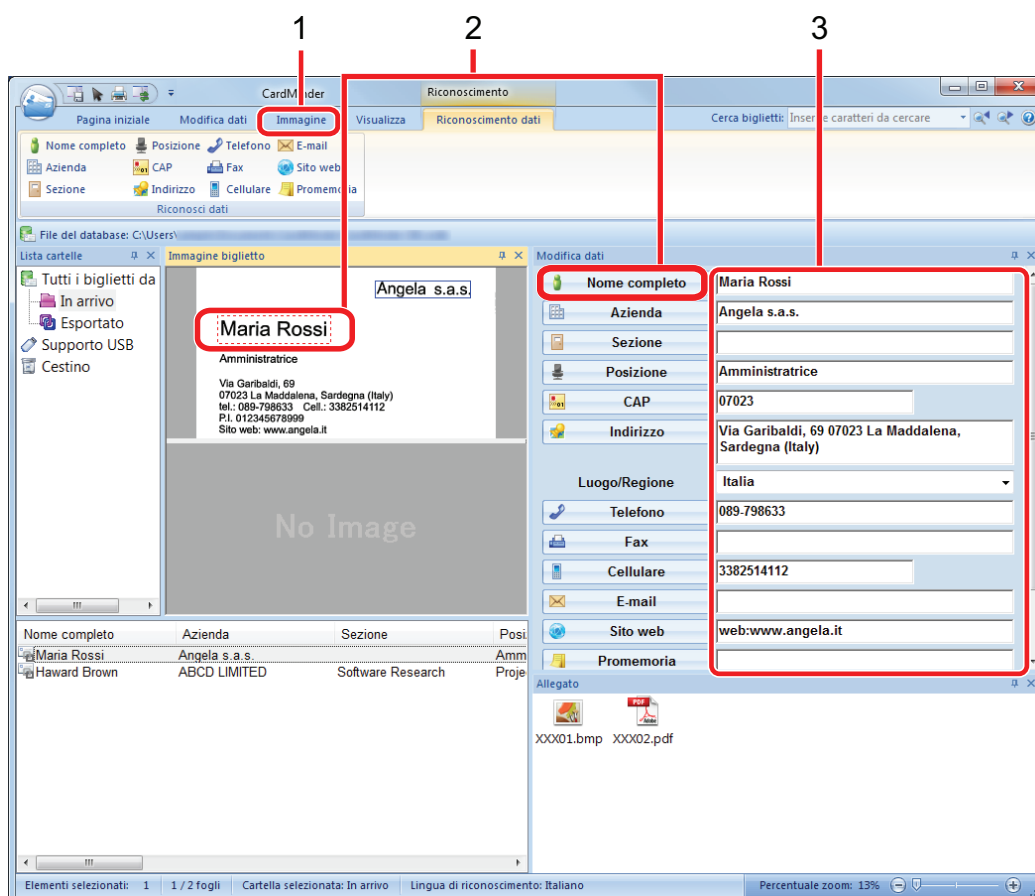 1 2 3
CardMinder Riconoscimento
Pagina iniziale Modifica dati Immagine Visualizza Riconoscimento dati Cerca biglietti: Inserire caratteri da cercare
Nome completo Posizione Telefono E-mail
Azienda CAP Fax Sito web
Sezione Indirizzo Cellulare Promemoria
Riconosci dati
File del database: C:\Users\
Lista cartelle
Tutti i biglietti da
In arrivo
Esportato
Supporto USB
Cestino
Immagine biglietto
Angela s.a.s.
Maria Rossi
Amministratrice
Via Garibaldi, 69
07023 La Maddalena, Sardegna (Italy)
tel.: 089-798633 Cell.: 3382514112
P.I. 012345678999
Sito web: www.angela.it
No Image
Modifica dati
Nome completo Maria Rossi
Azienda Angela s.a.s.
Sezione
Posizione Amministratrice
CAP 07023
Indirizzo Via Garibaldi, 69 07023 La Maddalena,
Sardegna (Italy)
Luogo/Regione Italia
Telefono 089-798633
Fax
Cellulare 3382514112
E-mail
Sito web web:www.angela.it
Promemoria
Nome completo Azienda Sezione Posi
Maria Rossi Angela s.a.s. Amm
Haward Brown ABCD LIMITED Software Research Proje
Allegato
XXX01.bmp XXX02.pdf
Elementi selezionati: 1 1 / 2 fogli Cartella selezionata: In arrivo Lingua di riconoscimento: Italiano Percentuale zoom: 13%